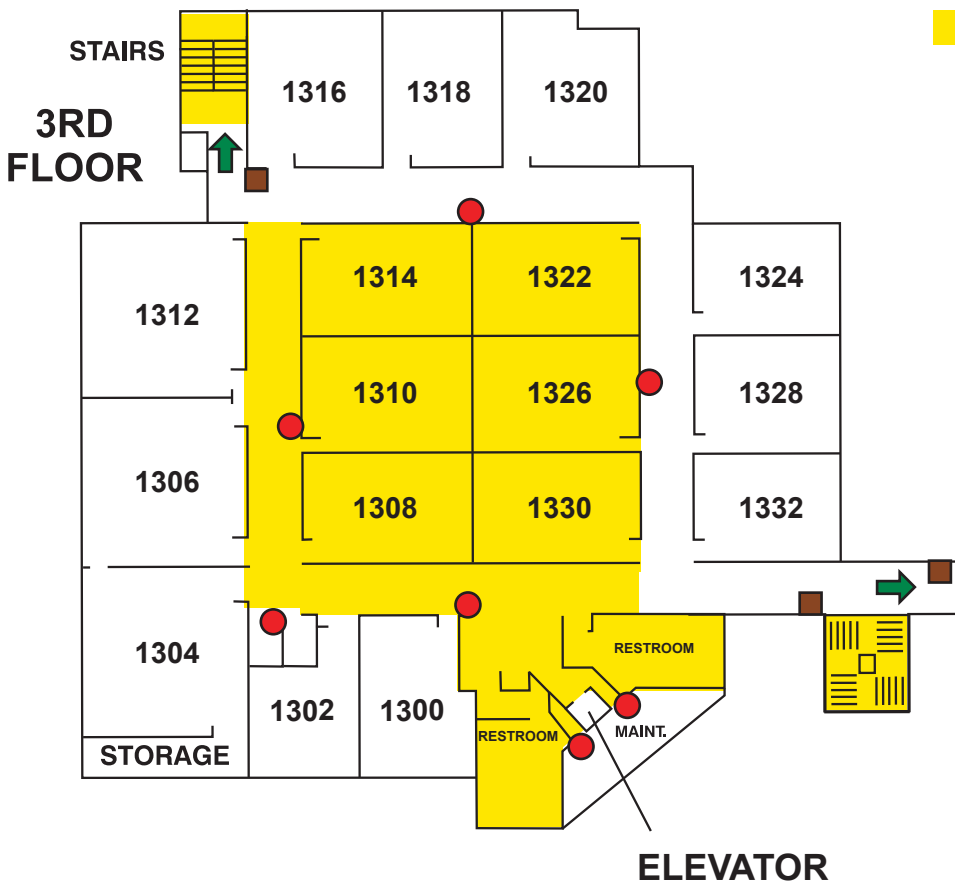 STAIRS
3RD
FLOOR
1316
1318
1320
1314
1322
1324
1312
1310
1326
1328
1306
1308
1330
1332
1304
1302
1300
RESTROOM
RESTROOM
MAINT.
STORAGE
ELEVATOR